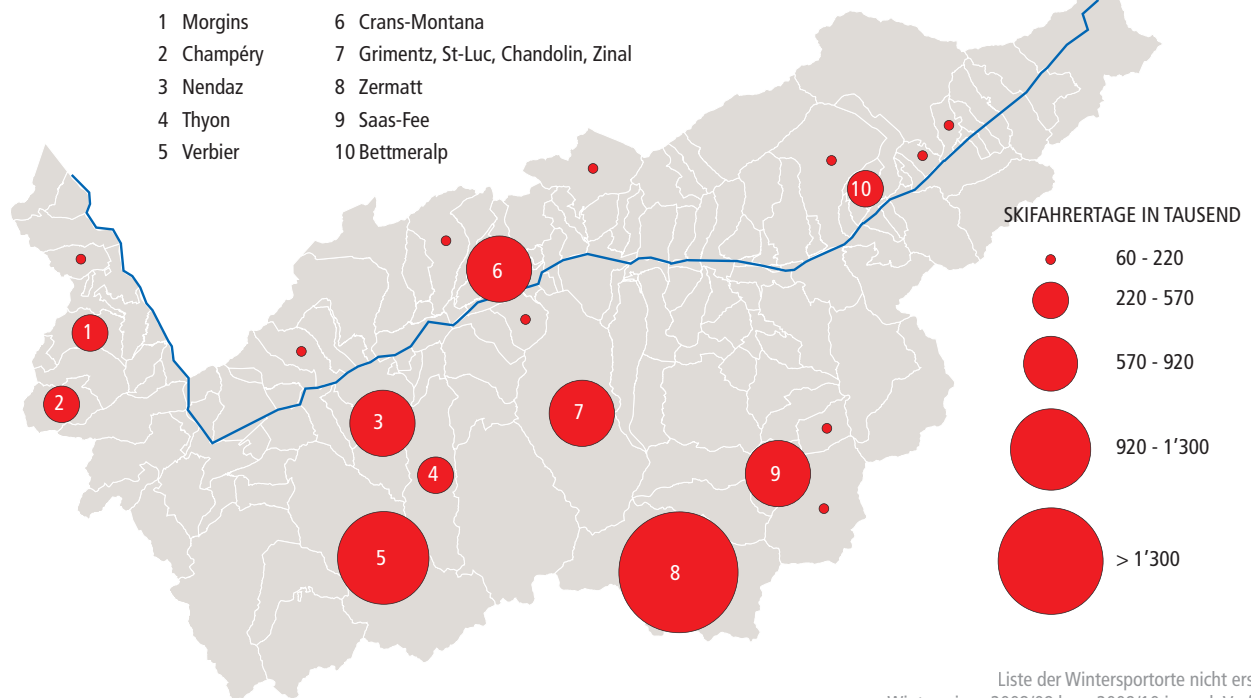 1 Morgins
2 Champéry
3 Nendaz
4 Thyon
5 Verbier
6 Crans-Montana
7 Grimentz, St-Luc, Chandolin, Zinal
8 Zermatt
9 Saas-Fee
10 Bettmeralp
10
6
1
2
3
7
4
9
5
8
SKIFAHRERTAGE IN TAUSEND
60 - 220
220 - 570
570 - 920
920 - 1'300
> 1'300
Liste der Wintersportorte nicht